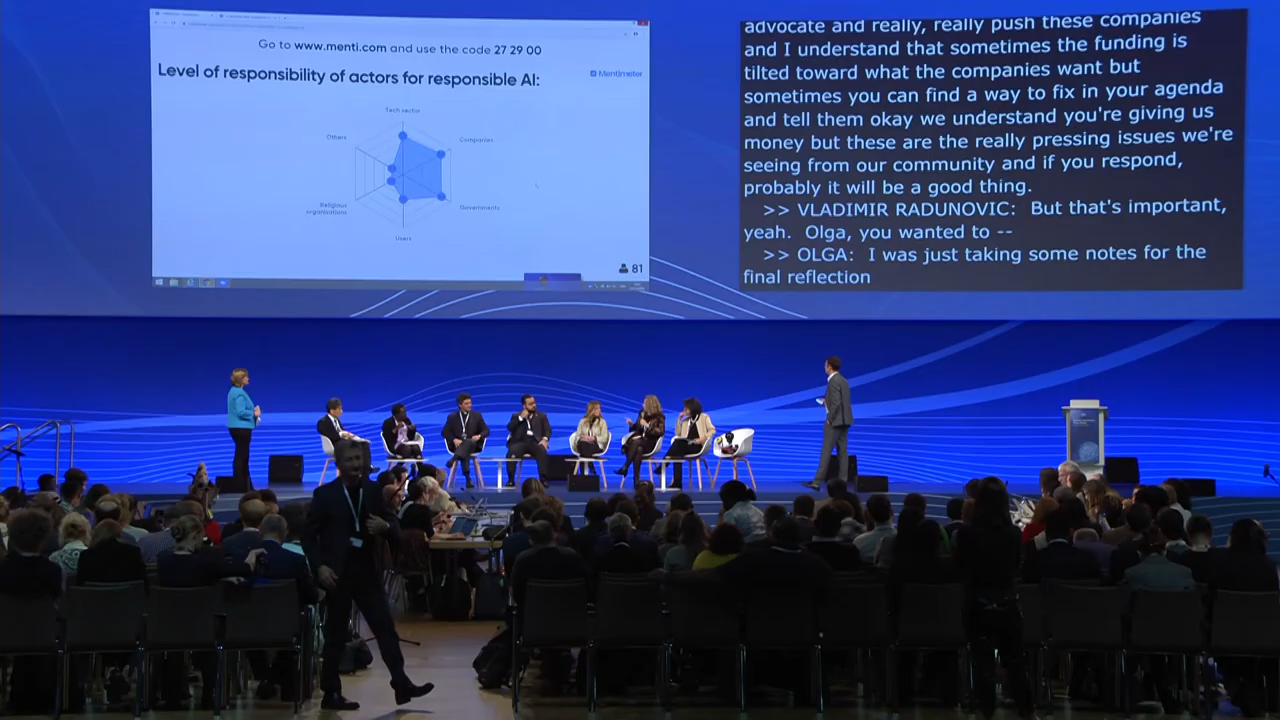 Go to www.menti.com and use the code 27 29 00
Level of responsibility of actors for responsible AI:
Mentimeter
Tech sector
Others
Companies
Religious
organisations
Governments
Users
81
advocate and really, really push these companies
and I understand that sometimes the funding is
tilted toward what the companies want but
sometimes you can find a way to fix in your agenda
and tell them okay we understand you're giving us
money but these are the really pressing issues we're
seeing from our community and if you respond,
probably it will be a good thing.
>> VLADIMIR RADUNOVIC: But that's important,
yeah. Olga, you wanted to --
>> OLGA: I was just taking some notes for the
final reflection